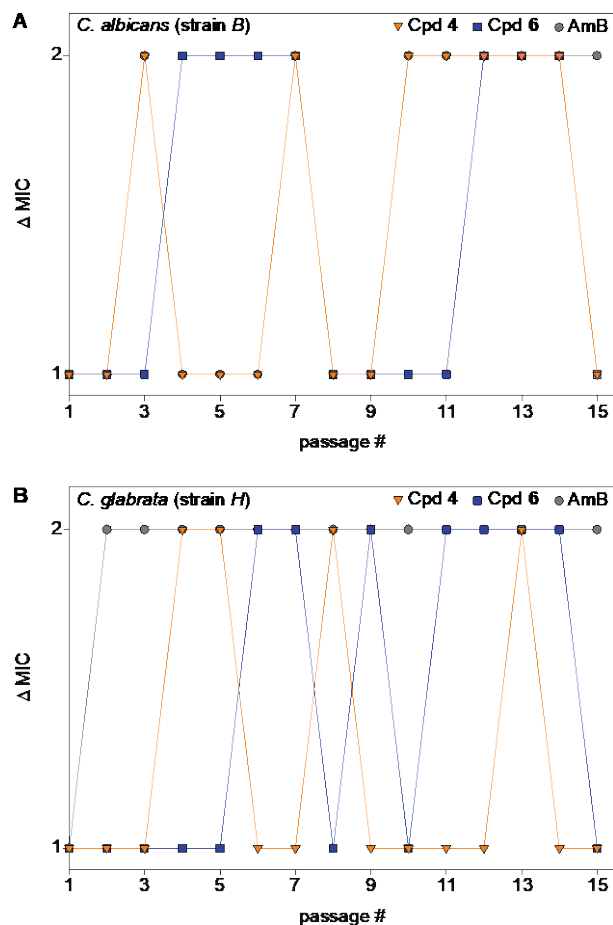 A
C. albicans (strain B) Cpd 4 Cpd 6 AmB
2
Δ MIC
1
1 3 5 7 9 11 13 15
passage #
B
C. glabrata (strain H) Cpd 4 Cpd 6 AmB
2
Δ MIC
1
1 3 5 7 9 11 13 15
passage #